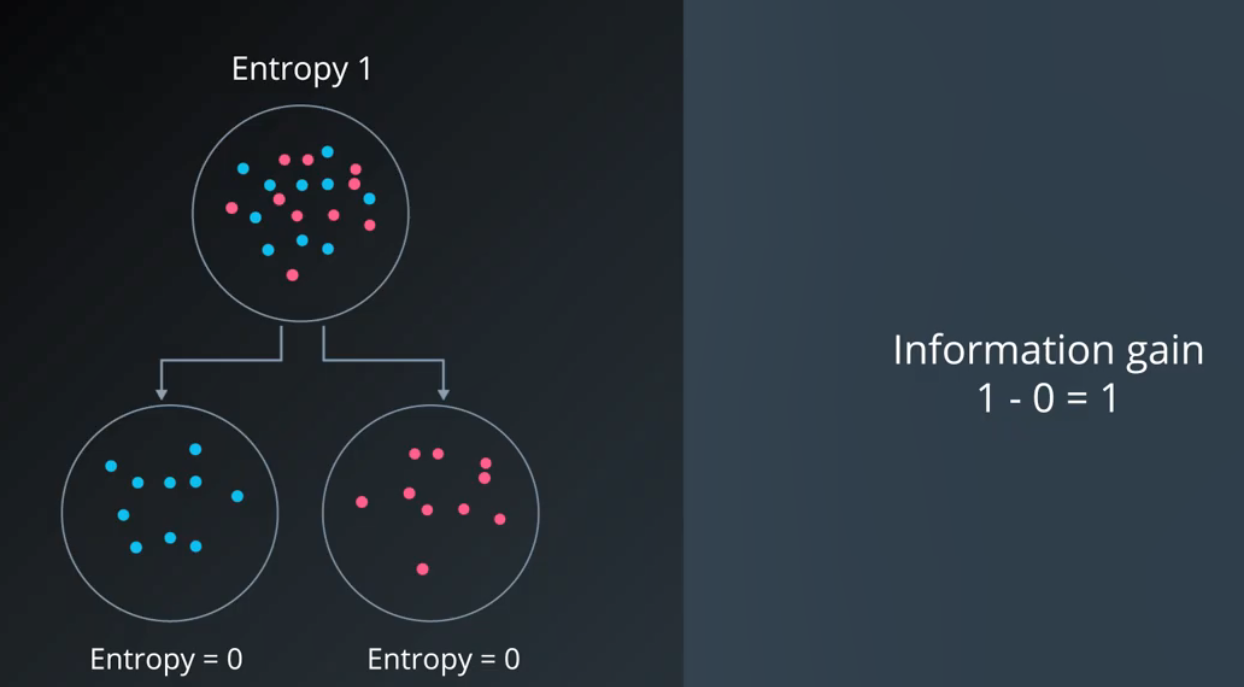 Entropy 1
Information gain
1 - 0 = 1
Entropy = 0
Entropy = 0